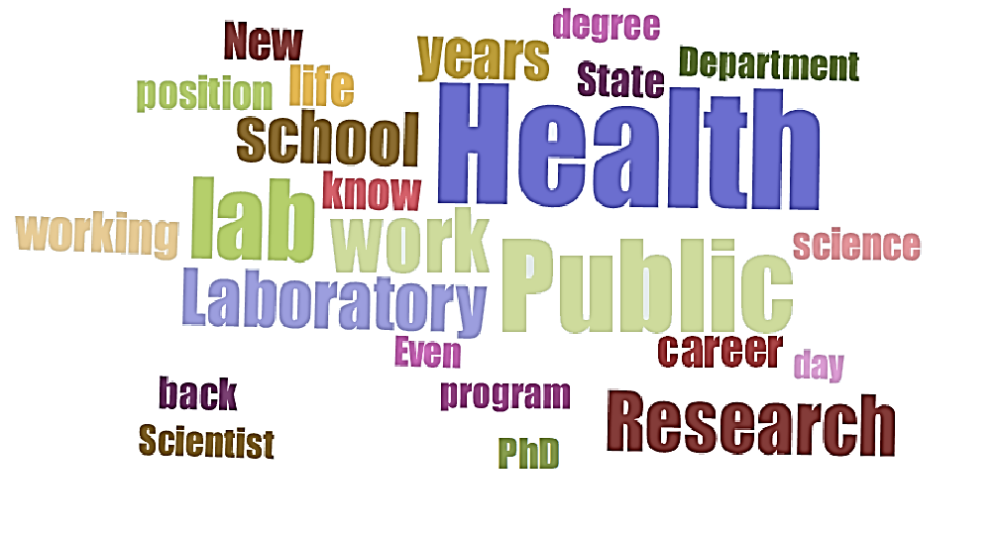 degree
New
years
Department
State
position
life
Health
school
know
lab
work
working
science
Public
Laboratory
Even
career
day
back
program
Research
Scientist
PhD